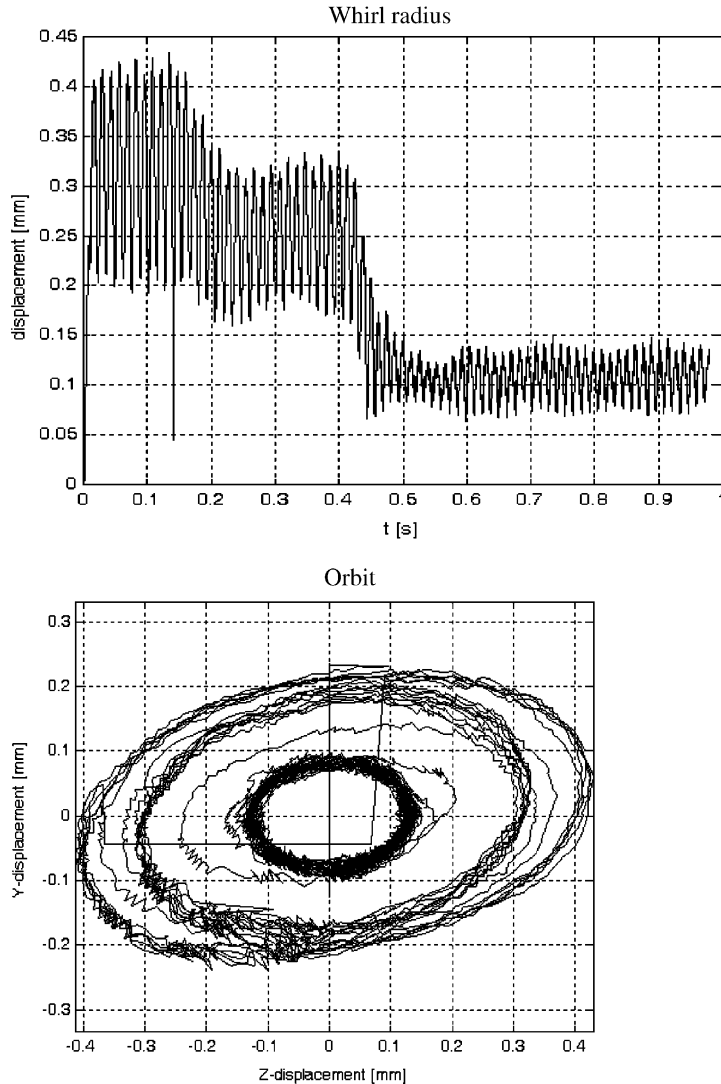 Whirl radius
0.45
0.4
0.35
0.3
0.25
0.2
0.15
0.1
0.05
0
displacement [mm]
0 0.1 0.2 0.3 0.4 0.5 0.6 0.7 0.8 0.9 1
t [s]
Orbit
0.3
0.2
0.1
0
-0.1
-0.2
-0.3
Y-displacement [mm]
-0.4 -0.3 -0.2 -0.1 0 0.1 0.2 0.3 0.4
Z-displacement [mm]